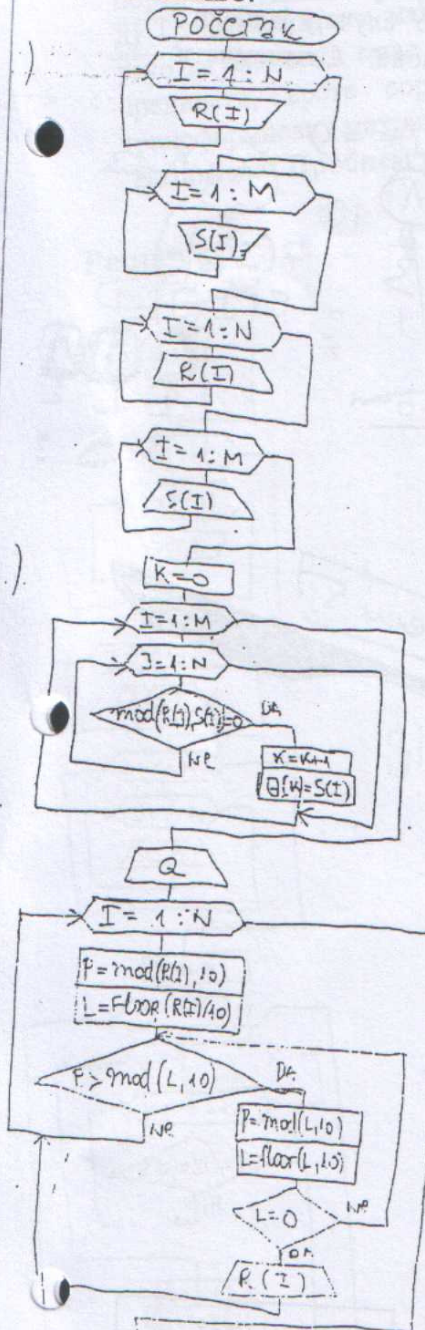 POČETAK
I = 1 : N
R(I)
I = 1 : M
S(I)
I = 1 : N
R(I)
I = 1 : M
S(I)
K = 0
I = 1 : M
J = 1 : N
mod(R(J),S(I))=0
DA
NE
K = K+1
Q(K)=S(I)
Q
I = 1 : N
P = mod(R(I),10)
L = Floor(R(I)/10)
P > mod(L,10)
DA
NE
P = mod(L,10)
L = floor(L,10)
L = 0
NE
DA
R(I)